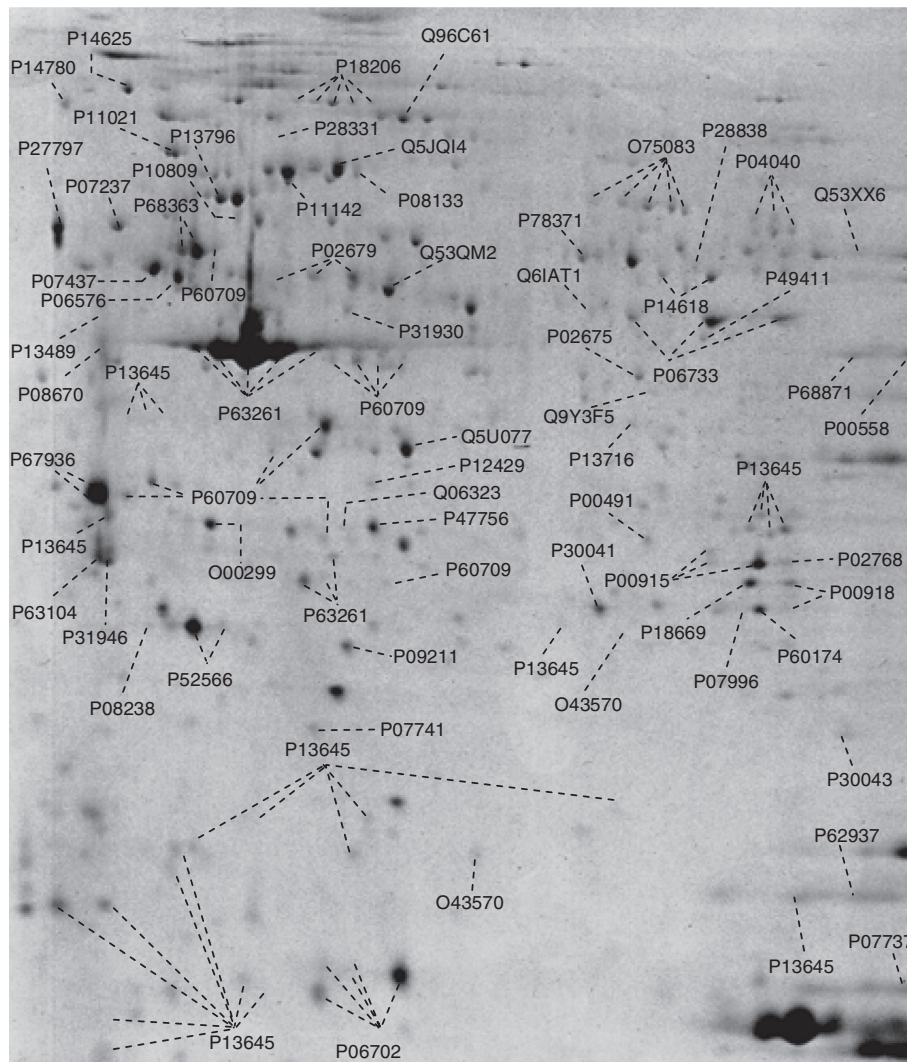 P14625
Q96C61
P14780
P18206
P11021
P13796
P28331
P28838
P27797
Q5JQI4
O75083
P10809
P04040
P07237
P08133
P68363
P11142
Q53XX6
P78371
P02679
Q53QM2
P07437
Q6IAT1
P49411
P06576
P60709
P14618
P31930
P02675
P13489
P13645
P06733
P08670
P68871
P63261
P60709
Q9Y3F5
P00558
Q5U077
P67936
P12429
P13716
P13645
P60709
Q06323
P00491
P47756
P13645
P30041
P02768
O00299
P60709
P00915
P00918
P63104
P63261
P31946
P18669
P09211
P13645
P60174
P52566
P07996
P08238
O43570
P07741
P13645
P30043
P62937
O43570
P07737
P13645
P13645
P06702